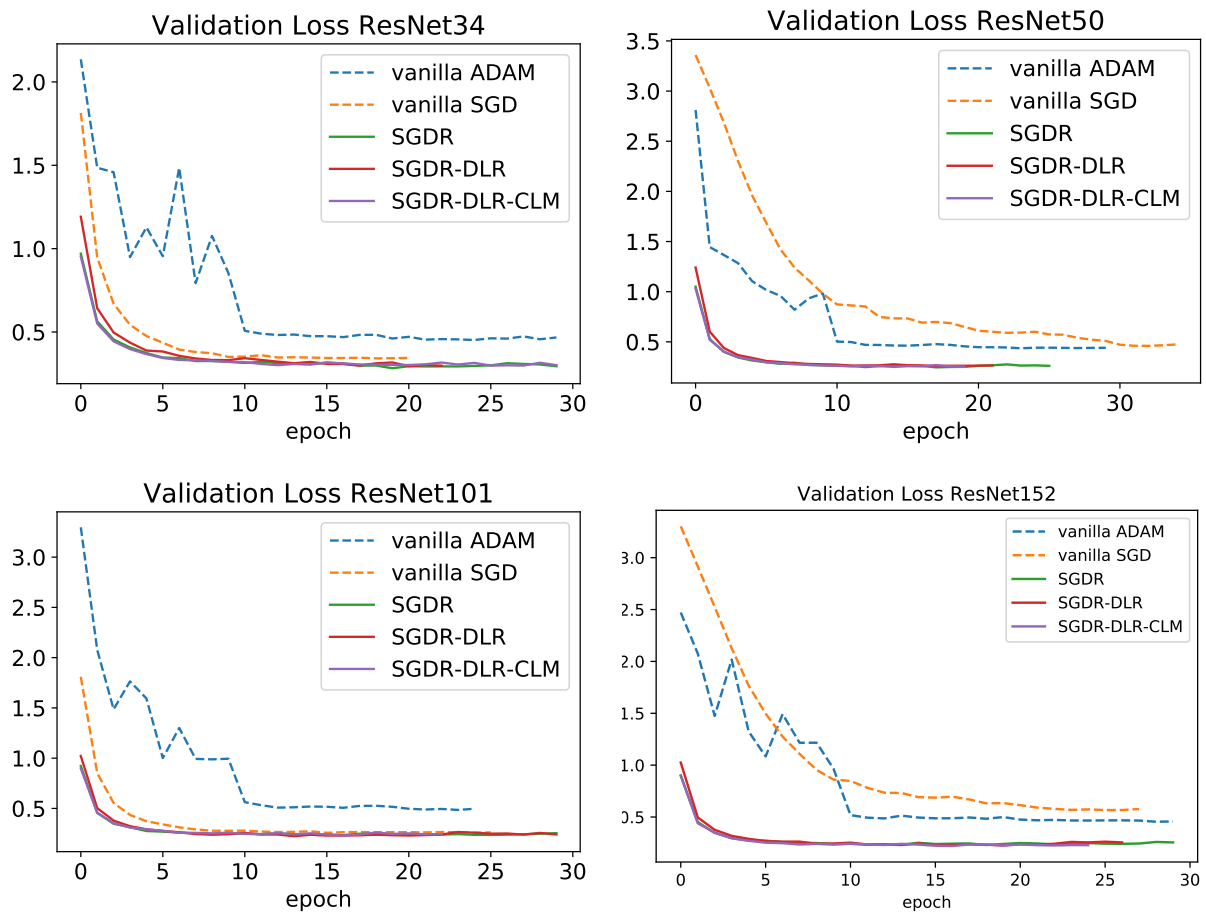 Validation Loss ResNet34
2.0
1.5
1.0
0.5
0
5
10
15
20
25
30
epoch
vanilla ADAM
vanilla SGD
SGDR
SGDR-DLR
SGDR-DLR-CLM
Validation Loss ResNet50
3.5
3.0
2.5
2.0
1.5
1.0
0.5
0
10
20
30
epoch
vanilla ADAM
vanilla SGD
SGDR
SGDR-DLR
SGDR-DLR-CLM
Validation Loss ResNet101
3.0
2.5
2.0
1.5
1.0
0.5
0
5
10
15
20
25
30
epoch
vanilla ADAM
vanilla SGD
SGDR
SGDR-DLR
SGDR-DLR-CLM
Validation Loss ResNet152
3.0
2.5
2.0
1.5
1.0
0.5
0
5
10
15
20
25
30
epoch
vanilla ADAM
vanilla SGD
SGDR
SGDR-DLR
SGDR-DLR-CLM